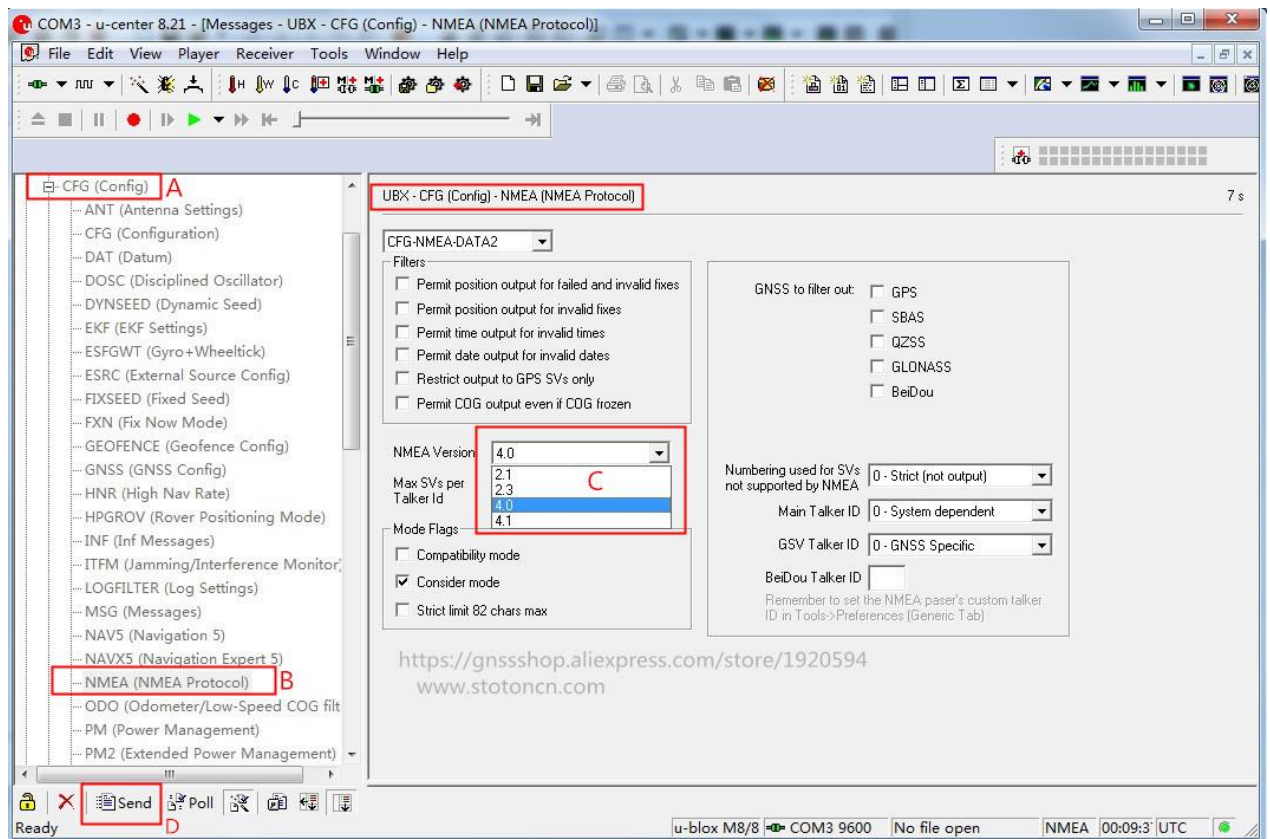 COM3 - u-center 8.21 - [Messages - UBX - CFG (Config) - NMEA (NMEA Protocol)]
File Edit View Player Receiver Tools Window Help
CFG (Config) A
ANT (Antenna Settings)
CFG (Configuration)
DAT (Datum)
DOSC (Disciplined Oscillator)
DYNSEED (Dynamic Seed)
EKF (EKF Settings)
ESFGWT (Gyro+Wheeltick)
ESRC (External Source Config)
FIXSEED (Fixed Seed)
FXN (Fix Now Mode)
GEOFENCE (Geofence Config)
GNSS (GNSS Config)
HNR (High Nav Rate)
HPGROV (Rover Positioning Mode)
INF (Inf Messages)
ITFM (Jamming/Interference Monitor)
LOGFILTER (Log Settings)
MSG (Messages)
NAV5 (Navigation 5)
NAVX5 (Navigation Expert 5)
NMEA (NMEA Protocol) B
ODO (Odometer/Low-Speed COG filt
PM (Power Management)
PM2 (Extended Power Management)
UBX - CFG (Config) - NMEA (NMEA Protocol) 7 s
CFG-NMEA-DATA2
Filters
Permit position output for failed and invalid fixes
Permit position output for invalid fixes
Permit time output for invalid times
Permit date output for invalid dates
Restrict output to GPS SVs only
Permit COG output even if COG frozen
NMEA Version 4.0
2.1
2.3
4.0
4.1
C
Max SVs per
Talker Id
Mode Flags
Compatibility mode
Consider mode
Strict limit 82 chars max
GNSS to filter out: GPS
SBAS
QZSS
GLONASS
BeiDou
Numbering used for SVs
not supported by NMEA
0 - Strict (not output)
Main Talker ID 0 - System dependent
GSV Talker ID 0 - GNSS Specific
BeiDou Talker ID
Remember to set the NMEA paser's custom talker
ID in Tools->Preferences (Generic Tab)
https://gnssshop.aliexpress.com/store/1920594
www.stotoncn.com
Send Poll
D
Ready u-blox M8/8 COM3 9600 No file open NMEA 00:09:3 UTC